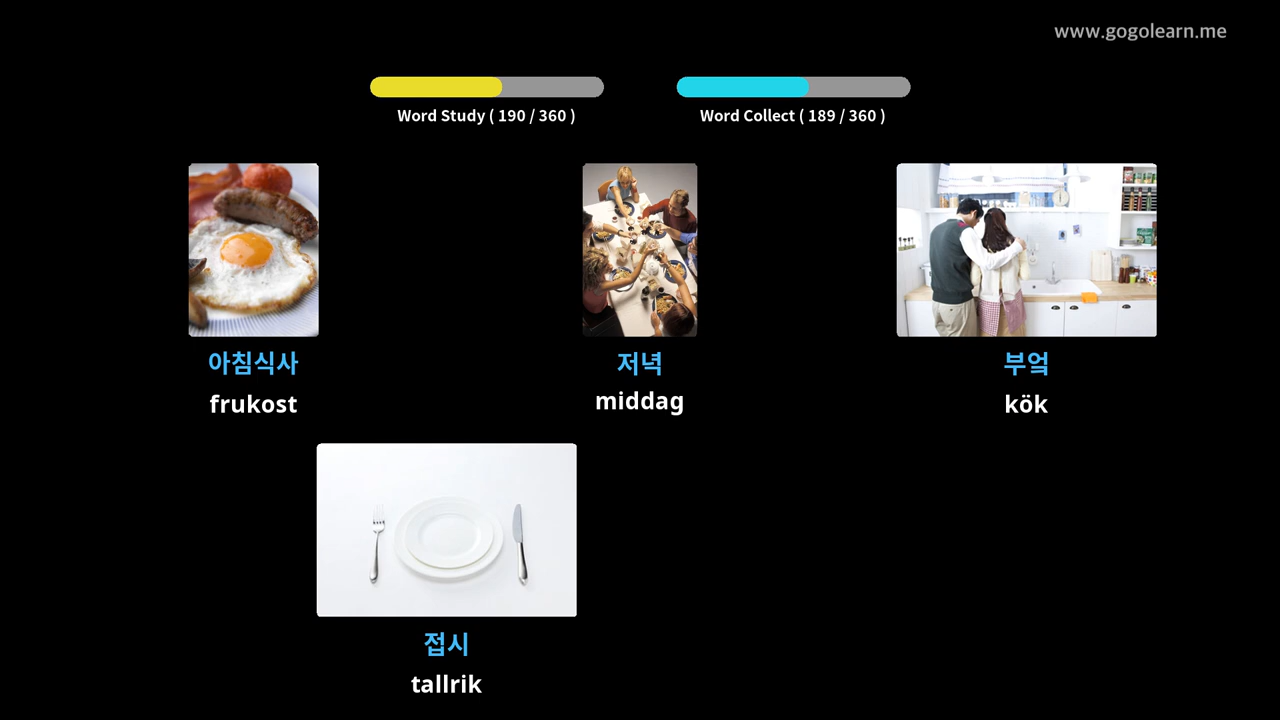 www.gogolearn.me
Word Study ( 190 / 360 )
Word Collect ( 189 / 360 )
아침식사
저녁
부엌
frukost
middag
kök
접시
tallrik